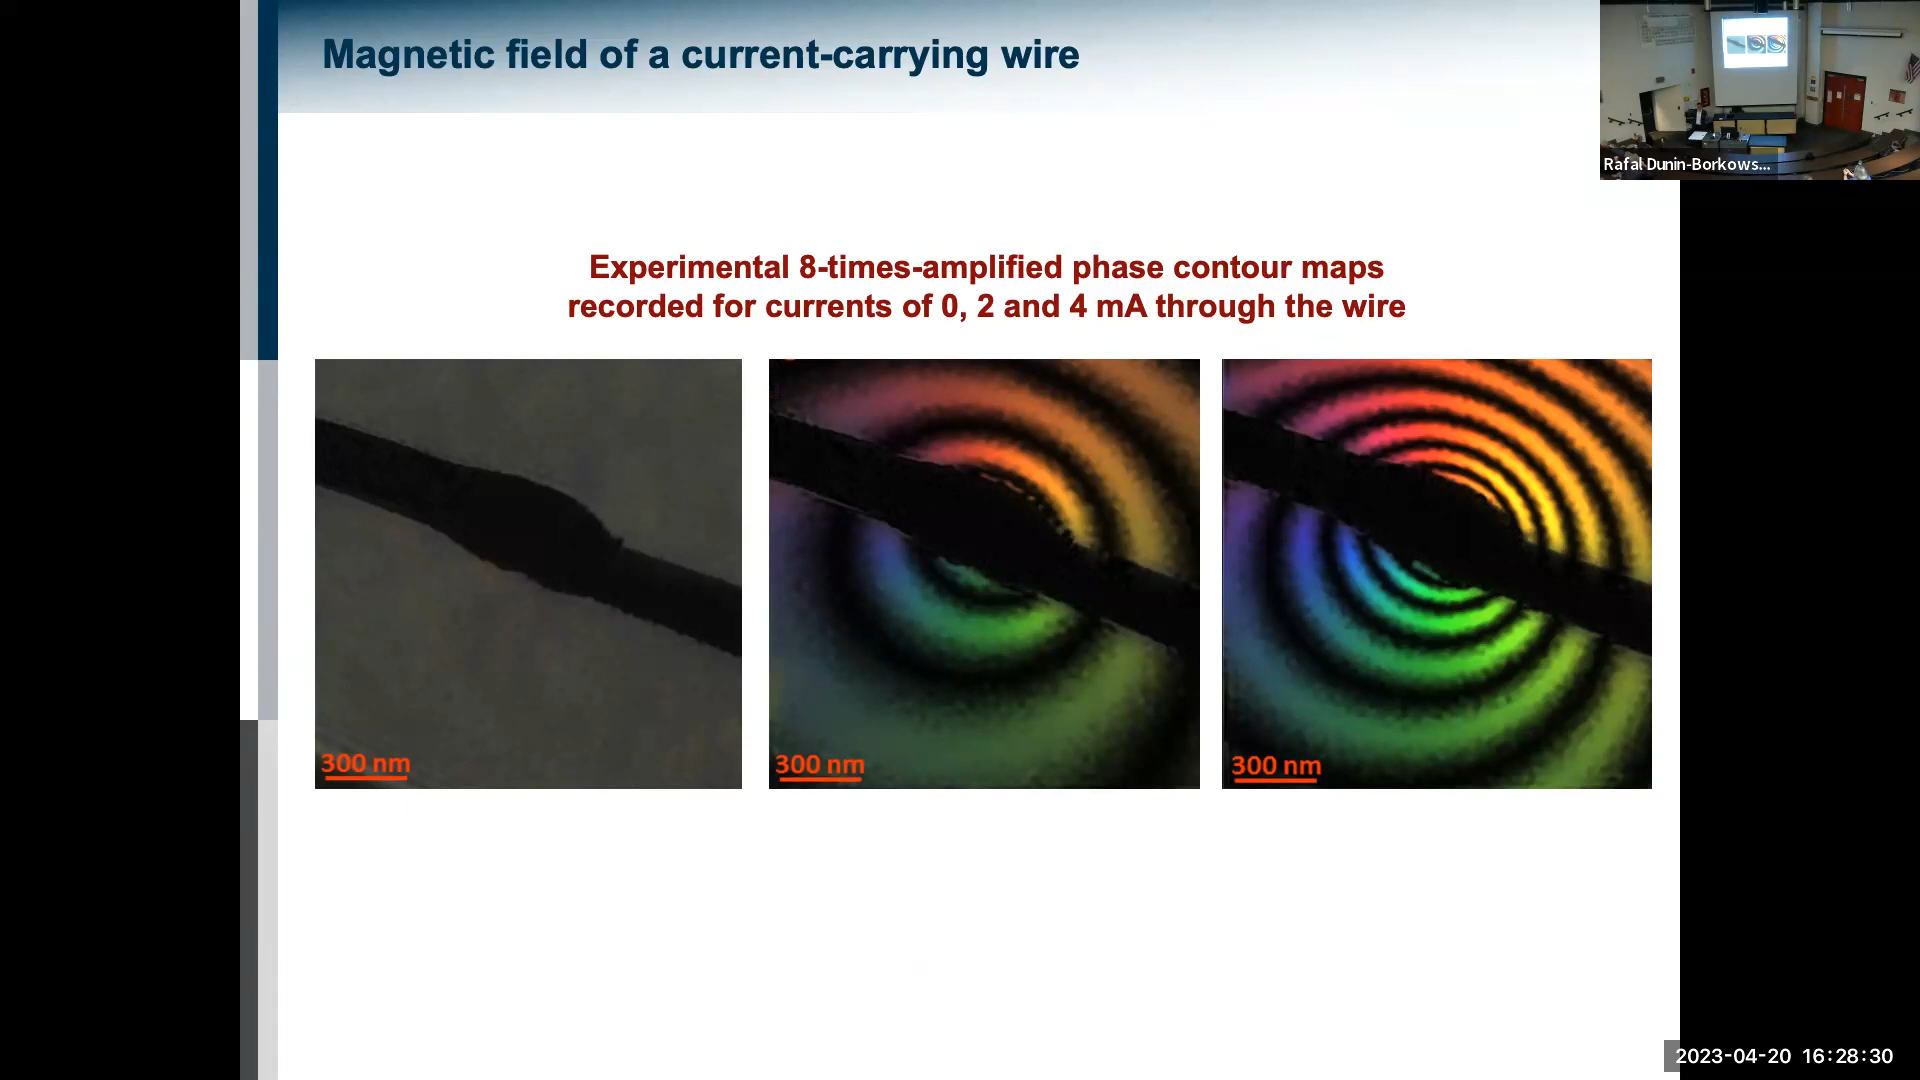 Magnetic field of a current-carrying wire
Rafal Dunin-Borkows...
Experimental 8-times-amplified phase contour maps
recorded for currents of 0, 2 and 4 mA through the wire
300 nm
300 nm
300 nm
2023-04-20 16:28:30